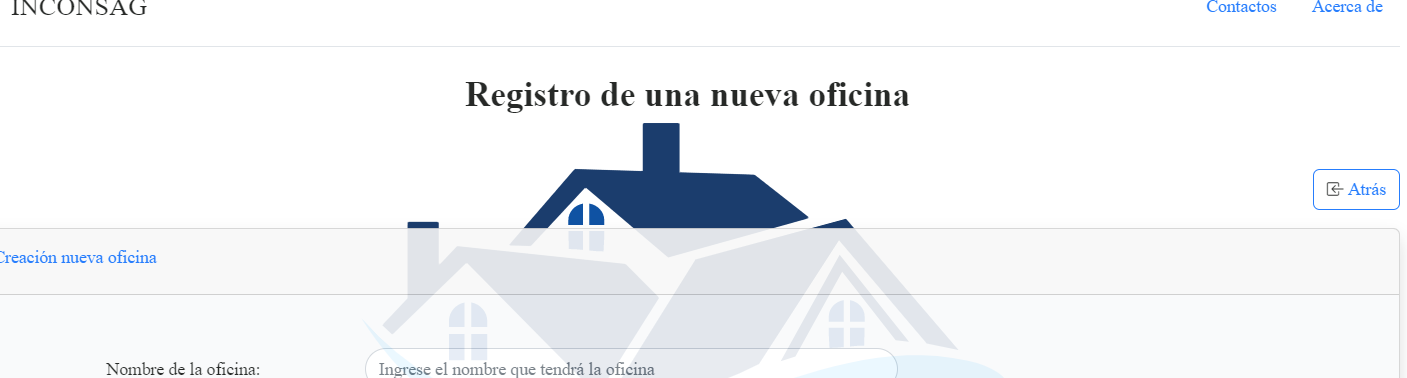 INCONSAG
Contactos Acerca de
Registro de una nueva oficina
Atrás
Creación nueva oficina
Nombre de la oficina: Ingrese el nombre que tendrá la oficina